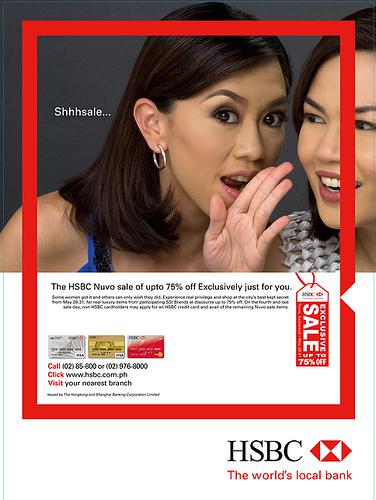 Shhhsale...
The HSBC Nuvo sale of upto 75% off Exclusively just for you.
Some women got it and others can only wish they did. Experience real privilege and shop at the city's best kept secret
from May 28-31, for real luxury items from participating SSI Brands at discounts up to 75% off. On the fourth and last
sale day, non-HSBC cardholders may apply for an HSBC credit card and avail of the remaining Nuvo sale items.
HSBC
EXCLUSIVE
SALE
UP TO
75% OFF
VISA
VISA
Call (02) 85-800 or (02) 976-8000
Click www.hsbc.com.ph
Visit your nearest branch
Issued by The Hongkong and Shanghai Banking Corporation Limited
HSBC
The world's local bank